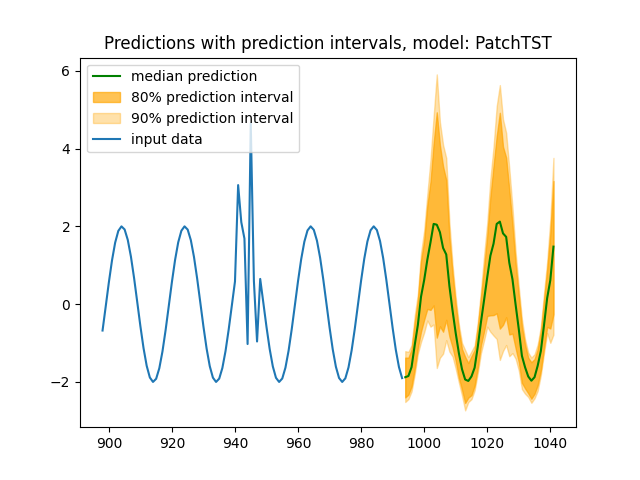 Predictions with prediction intervals, model: PatchTST
median prediction
80% prediction interval
90% prediction interval
input data
6
4
2
0
−2
900 920 940 960 980 1000 1020 1040